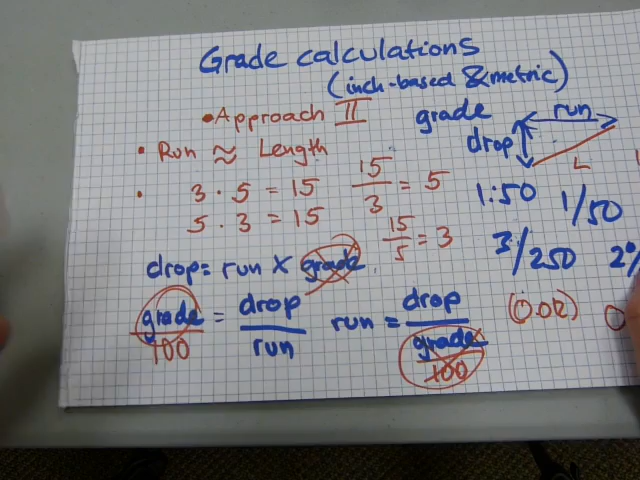 Grade calculations
(inch-based & metric)
• Approach II
• Run ≈ Length
• 3 · 5 = 15
5 · 3 = 15
15/3 = 5
15/5 = 3
grade
run
drop
L
1:50 1/50
3/250 2%
(0.02) 0
drop = run × grade
grade/100 = drop/run
run = drop/(grade/100)